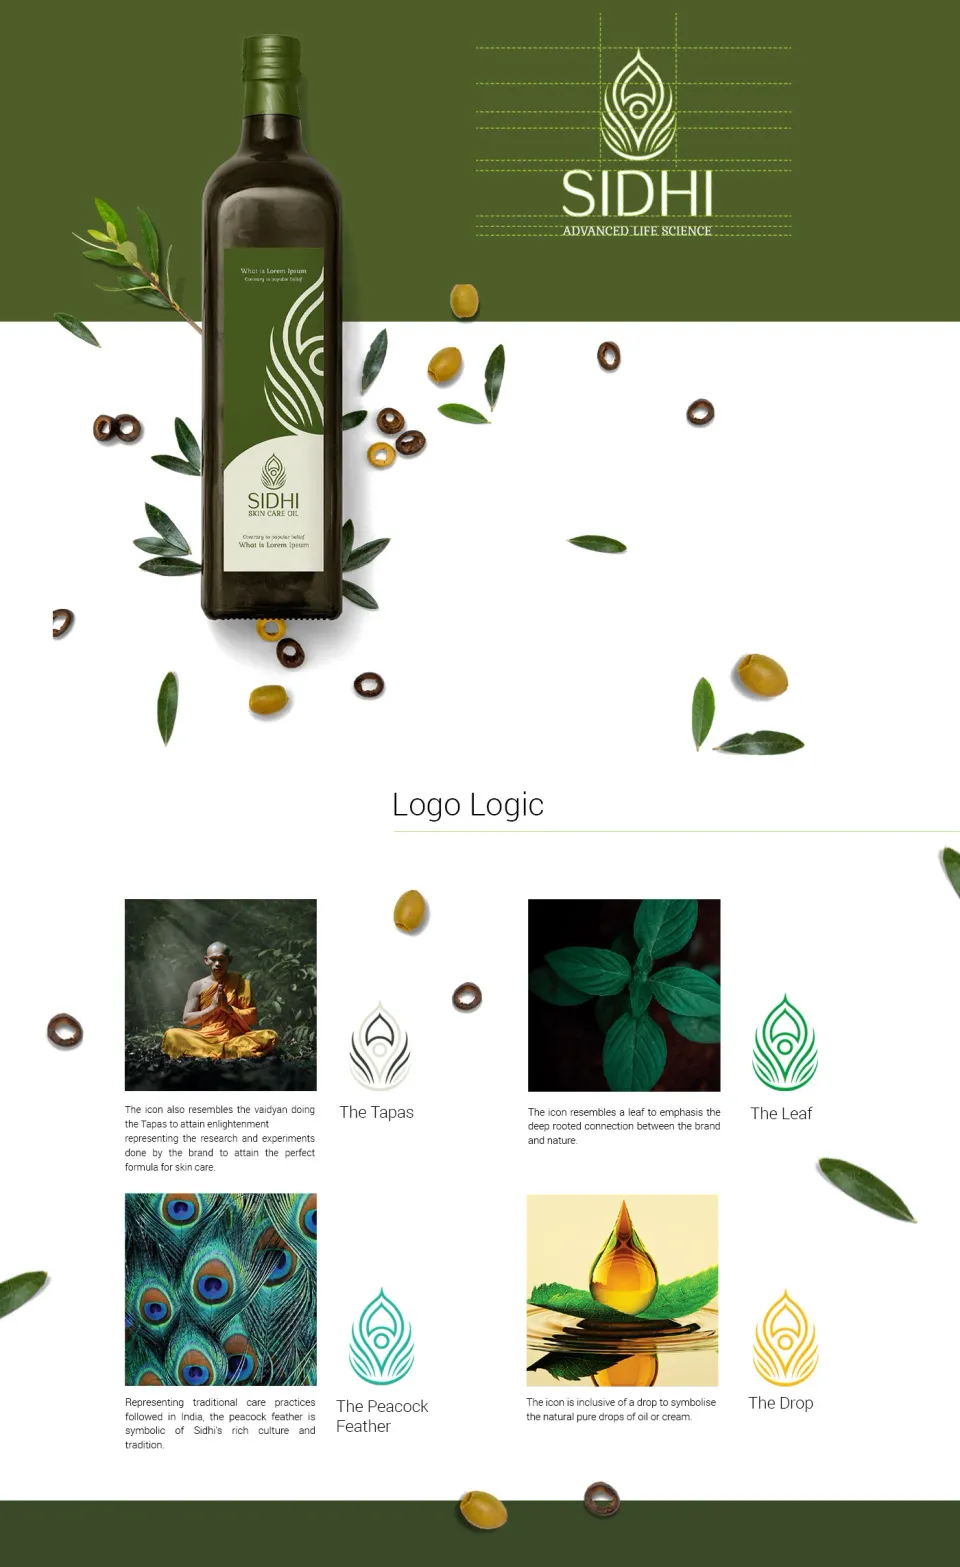 SIDHI
ADVANCED LIFE SCIENCE
What is Lorem Ipsum
Contrary to popular belief
SIDHI
SKIN CARE OIL
Contrary to popular belief
What is Lorem Ipsum
Logo Logic
The icon also resembles the vaidyan doing
the Tapas to attain enlightenment
representing the research and experiments
done by the brand to attain the perfect
formula for skin care.
The Tapas
The icon resembles a leaf to emphasis the
deep rooted connection between the brand
and nature.
The Leaf
Representing traditional care practices
followed in India, the peacock feather is
symbolic of Sidhi's rich culture and
tradition.
The Peacock
Feather
The icon is inclusive of a drop to symbolise
the natural pure drops of oil or cream.
The Drop